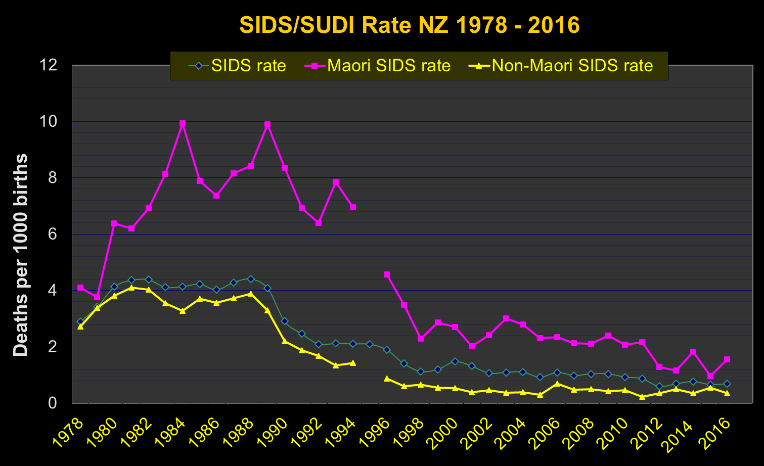 SIDS/SUDI Rate NZ 1978 - 2016
SIDS rate Maori SIDS rate Non-Maori SIDS rate
Deaths per 1000 births
12
10
8
6
4
2
0
1978 1980 1982 1984 1986 1988 1990 1992 1994 1996 1998 2000 2002 2004 2006 2008 2010 2012 2014 2016